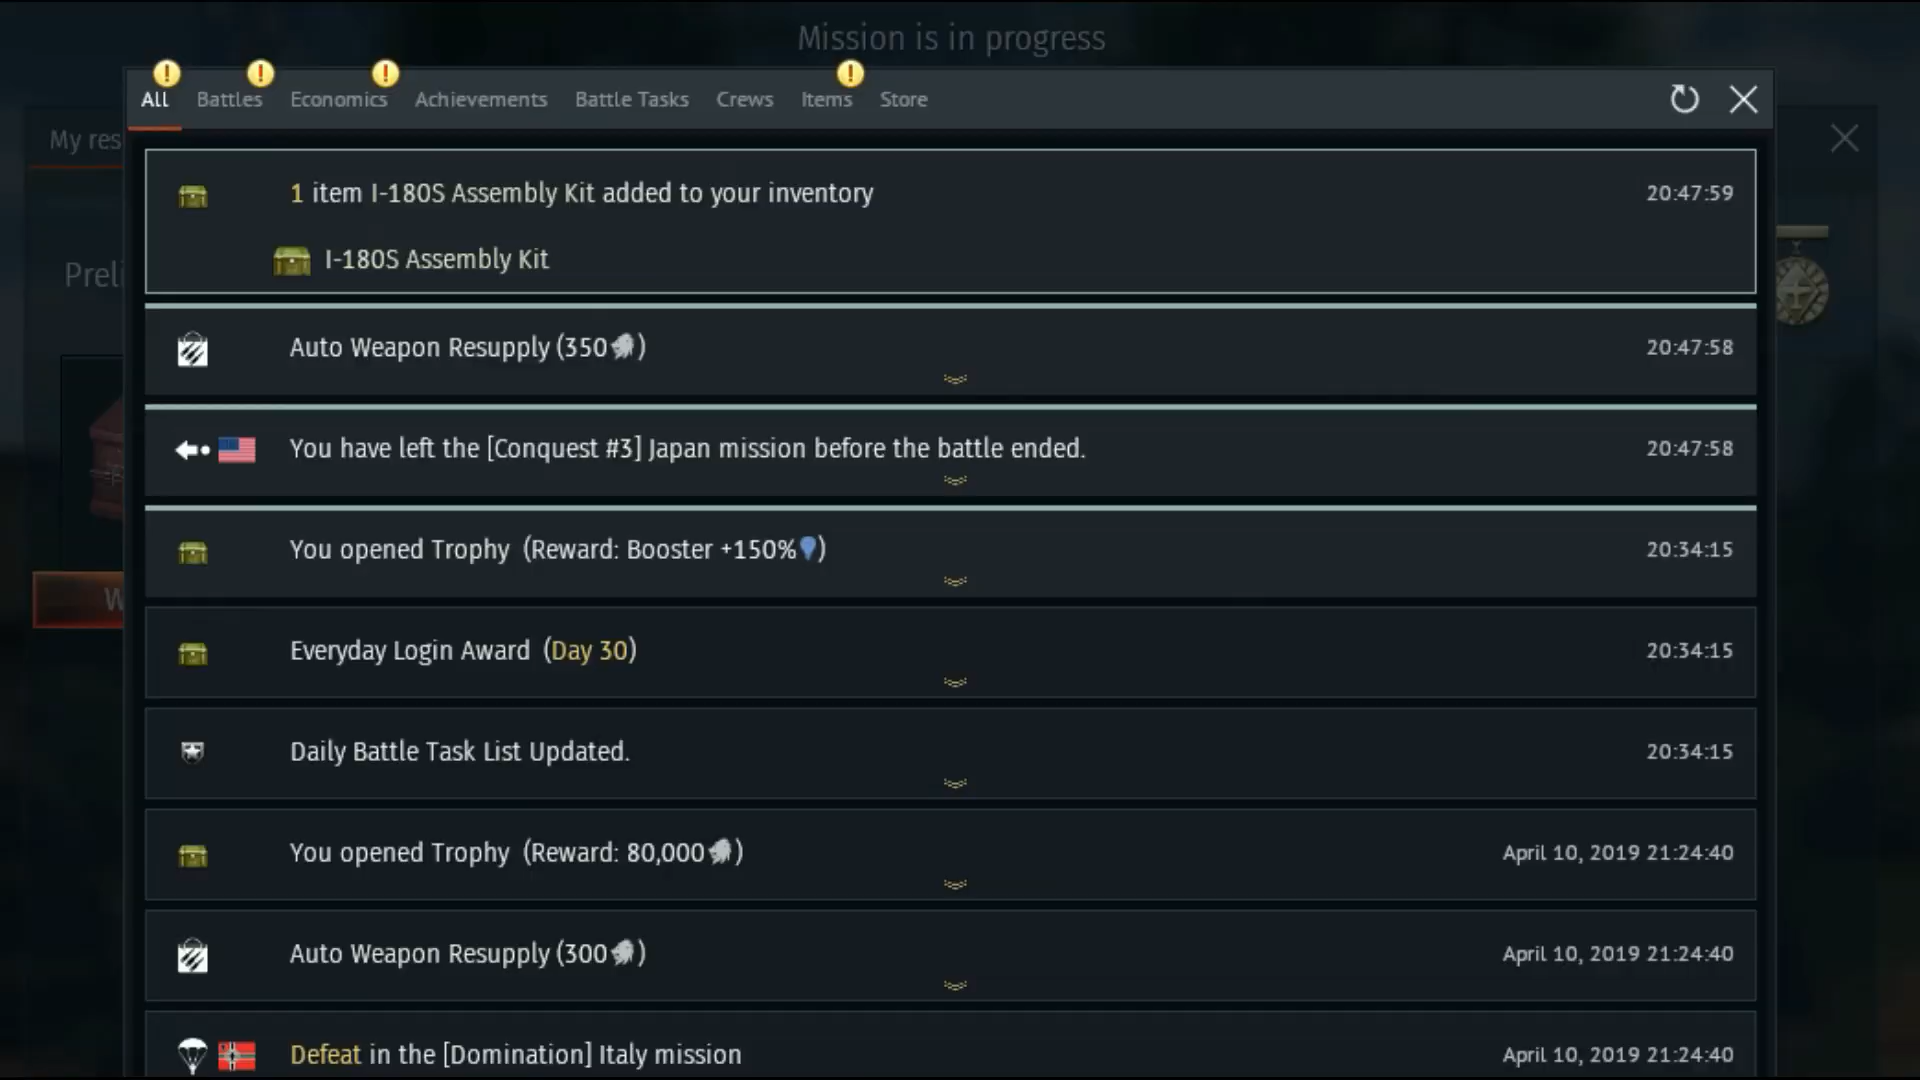 Mission is in progress
All Battles Economics Achievements Battle Tasks Crews Items Store
My res
1 item I-180S Assembly Kit added to your inventory 20:47:59
I-180S Assembly Kit
Preli
Auto Weapon Resupply (350) 20:47:58
You have left the [Conquest #3] Japan mission before the battle ended. 20:47:58
You opened Trophy (Reward: Booster +150%) 20:34:15
W
Everyday Login Award (Day 30) 20:34:15
Daily Battle Task List Updated. 20:34:15
You opened Trophy (Reward: 80,000) April 10, 2019 21:24:40
Auto Weapon Resupply (300) April 10, 2019 21:24:40
Defeat in the [Domination] Italy mission April 10, 2019 21:24:40